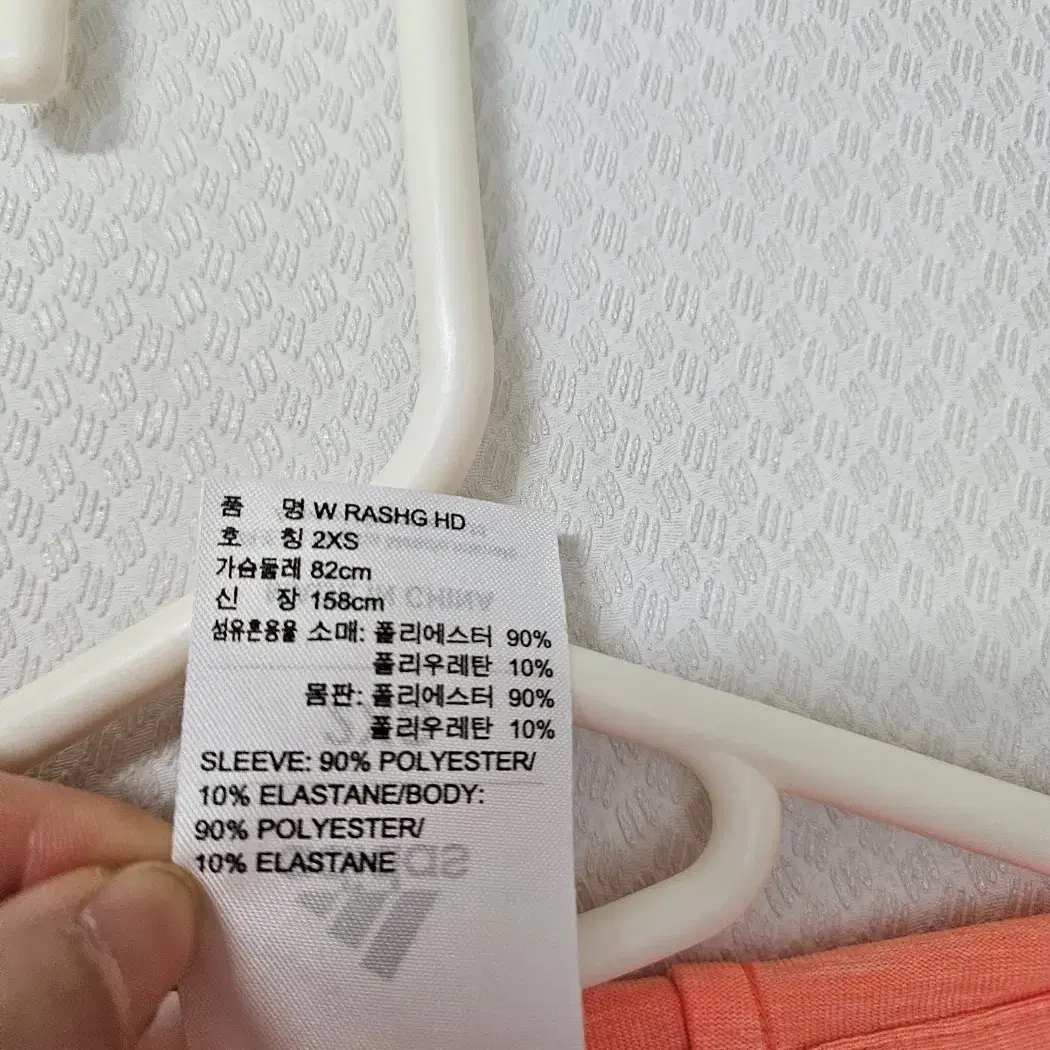 품 명 W RASHG HD
호 칭 2XS
가슴둘레 82cm
신 장 158cm
섬유혼용율 소매: 폴리에스터 90%
폴리우레탄 10%
몸판: 폴리에스터 90%
폴리우레탄 10%
SLEEVE: 90% POLYESTER/
10% ELASTANE/BODY:
90% POLYESTER/
10% ELASTANE